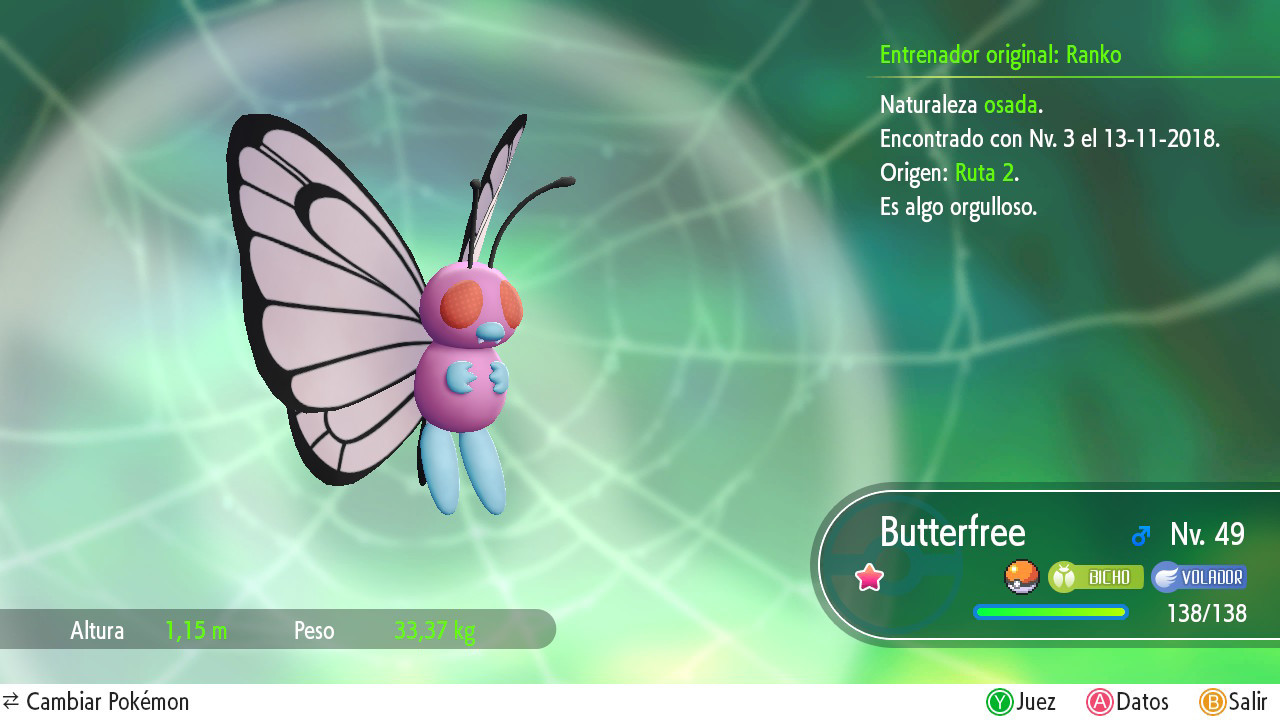 Entrenador original: Ranko
Naturaleza osada.
Encontrado con Nv. 3 el 13-11-2018.
Origen: Ruta 2.
Es algo orgulloso.
Butterfree ♂ Nv. 49
BICHO VOLADOR
138/138
Altura 1,15 m Peso 33,37 kg
Cambiar Pokémon
Y Juez A Datos B Salir